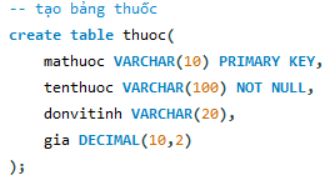 -- tạo bảng thuốc
create table thuoc(
    mathuoc VARCHAR(10) PRIMARY KEY,
    tenthuoc VARCHAR(100) NOT NULL,
    donvitinh VARCHAR(20),
    gia DECIMAL(10,2)
);